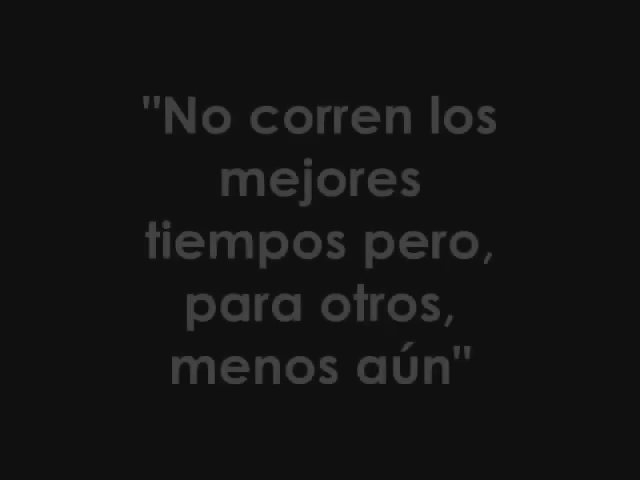 "No corren los
mejores
tiempos pero,
para otros,
menos aún"